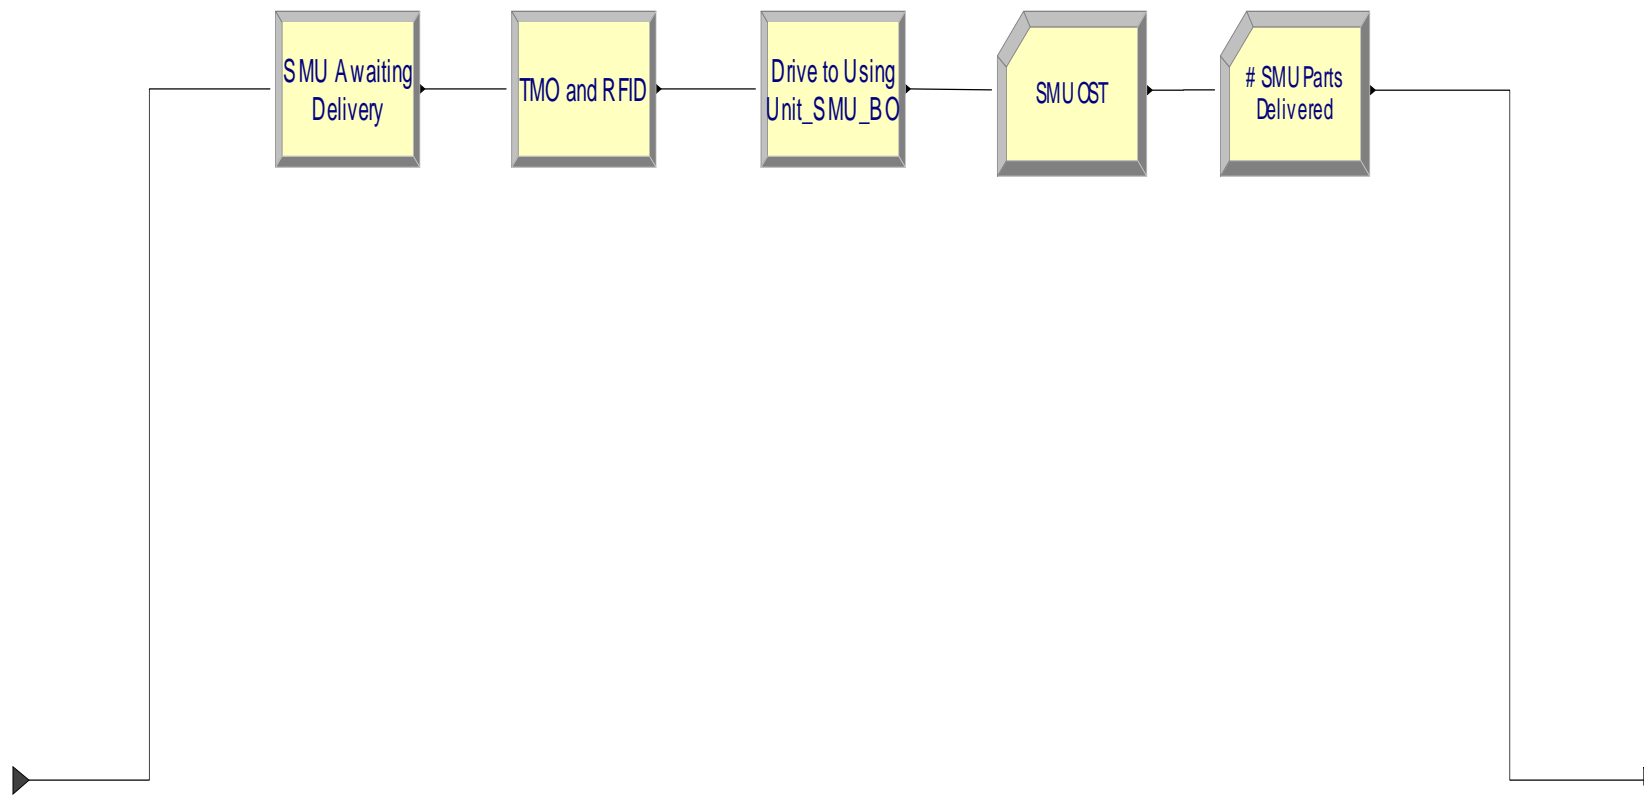 SMU Awaiting
Delivery
TMO and RFID
Drive to Using
Unit_SMU_BO
SMU OST
# SMU Parts
Delivered